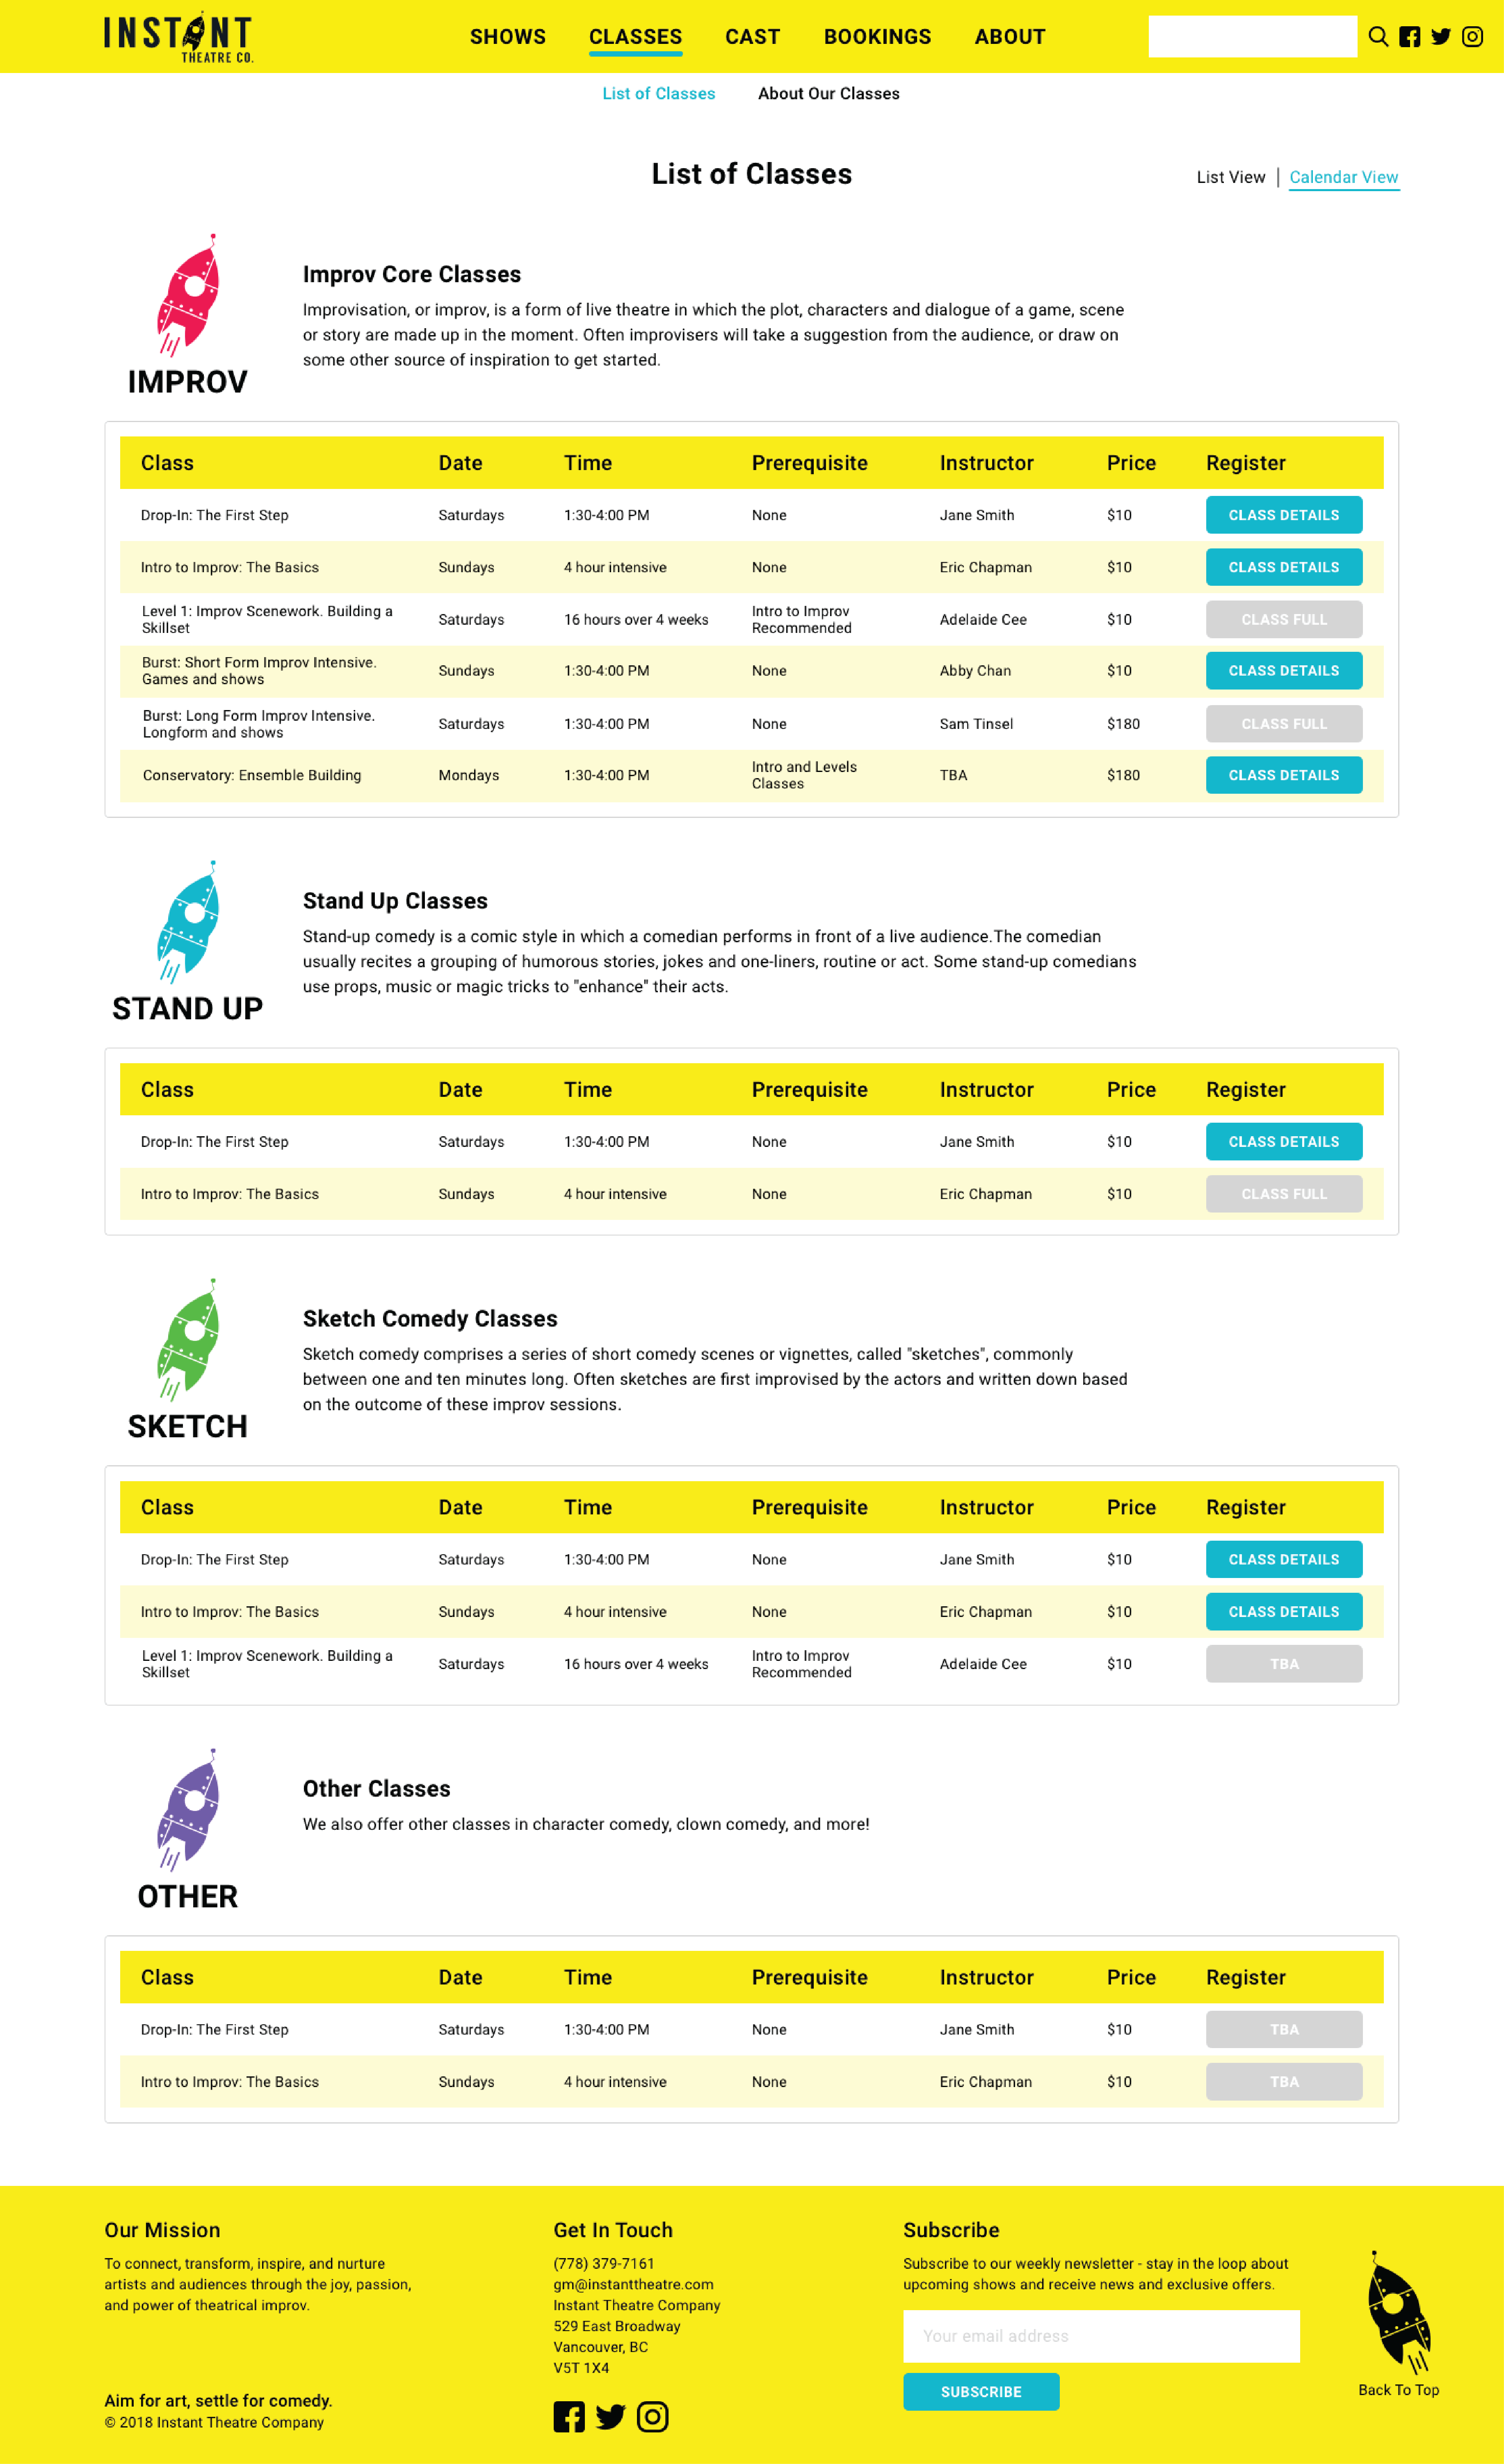 INSTANT
THEATRE CO.
SHOWS CLASSES CAST BOOKINGS ABOUT
List of Classes About Our Classes
List of Classes
List View | Calendar View
IMPROV
Improv Core Classes
Improvisation, or improv, is a form of live theatre in which the plot, characters and dialogue of a game, scene
or story are made up in the moment. Often improvisers will take a suggestion from the audience, or draw on
some other source of inspiration to get started.
Class Date Time Prerequisite Instructor Price Register
Drop-In: The First Step Saturdays 1:30-4:00 PM None Jane Smith $10 CLASS DETAILS
Intro to Improv: The Basics Sundays 4 hour intensive None Eric Chapman $10 CLASS DETAILS
Level 1: Improv Scenework. Building a
Skillset Saturdays 16 hours over 4 weeks Intro to Improv
Recommended Adelaide Cee $10 CLASS FULL
Burst: Short Form Improv Intensive.
Games and shows Sundays 1:30-4:00 PM None Abby Chan $10 CLASS DETAILS
Burst: Long Form Improv Intensive.
Longform and shows Saturdays 1:30-4:00 PM None Sam Tinsel $180 CLASS FULL
Conservatory: Ensemble Building Mondays 1:30-4:00 PM Intro and Levels
Classes TBA $180 CLASS DETAILS
STAND UP
Stand Up Classes
Stand-up comedy is a comic style in which a comedian performs in front of a live audience.The comedian
usually recites a grouping of humorous stories, jokes and one-liners, routine or act. Some stand-up comedians
use props, music or magic tricks to "enhance" their acts.
Class Date Time Prerequisite Instructor Price Register
Drop-In: The First Step Saturdays 1:30-4:00 PM None Jane Smith $10 CLASS DETAILS
Intro to Improv: The Basics Sundays 4 hour intensive None Eric Chapman $10 CLASS FULL
SKETCH
Sketch Comedy Classes
Sketch comedy comprises a series of short comedy scenes or vignettes, called "sketches", commonly
between one and ten minutes long. Often sketches are first improvised by the actors and written down based
on the outcome of these improv sessions.
Class Date Time Prerequisite Instructor Price Register
Drop-In: The First Step Saturdays 1:30-4:00 PM None Jane Smith $10 CLASS DETAILS
Intro to Improv: The Basics Sundays 4 hour intensive None Eric Chapman $10 CLASS DETAILS
Level 1: Improv Scenework. Building a
Skillset Saturdays 16 hours over 4 weeks Intro to Improv
Recommended Adelaide Cee $10 TBA
OTHER
Other Classes
We also offer other classes in character comedy, clown comedy, and more!
Class Date Time Prerequisite Instructor Price Register
Drop-In: The First Step Saturdays 1:30-4:00 PM None Jane Smith $10 TBA
Intro to Improv: The Basics Sundays 4 hour intensive None Eric Chapman $10 TBA
Our Mission
To connect, transform, inspire, and nurture
artists and audiences through the joy, passion,
and power of theatrical improv.
Aim for art, settle for comedy.
© 2018 Instant Theatre Company
Get In Touch
(778) 379-7161
gm@instanttheatre.com
Instant Theatre Company
529 East Broadway
Vancouver, BC
V5T 1X4
Subscribe
Subscribe to our weekly newsletter - stay in the loop about
upcoming shows and receive news and exclusive offers.
Your email address
SUBSCRIBE
Back To Top